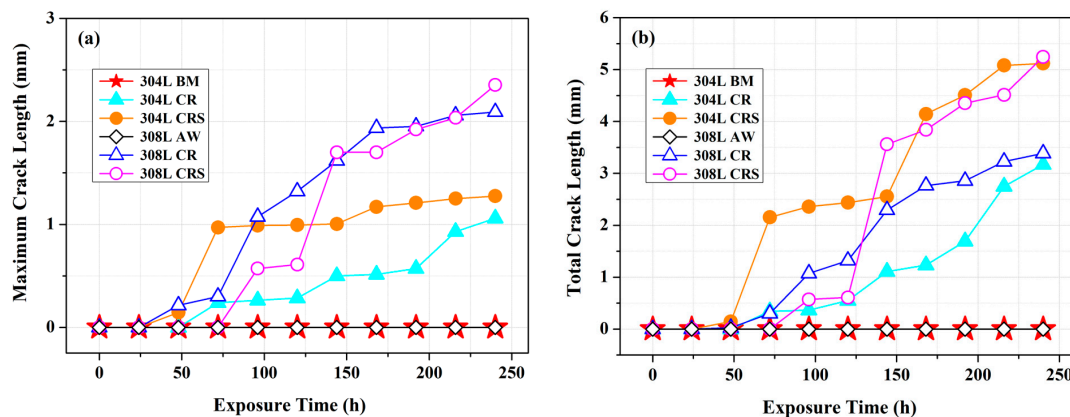 (a)
Maximum Crack Length (mm)
3
2
1
0
304L BM
304L CR
304L CRS
308L AW
308L CR
308L CRS
0 50 100 150 200 250
Exposure Time (h)
(b)
Total Crack Length (mm)
6
5
4
3
2
1
0
304L BM
304L CR
304L CRS
308L AW
308L CR
308L CRS
0 50 100 150 200 250
Exposure Time (h)